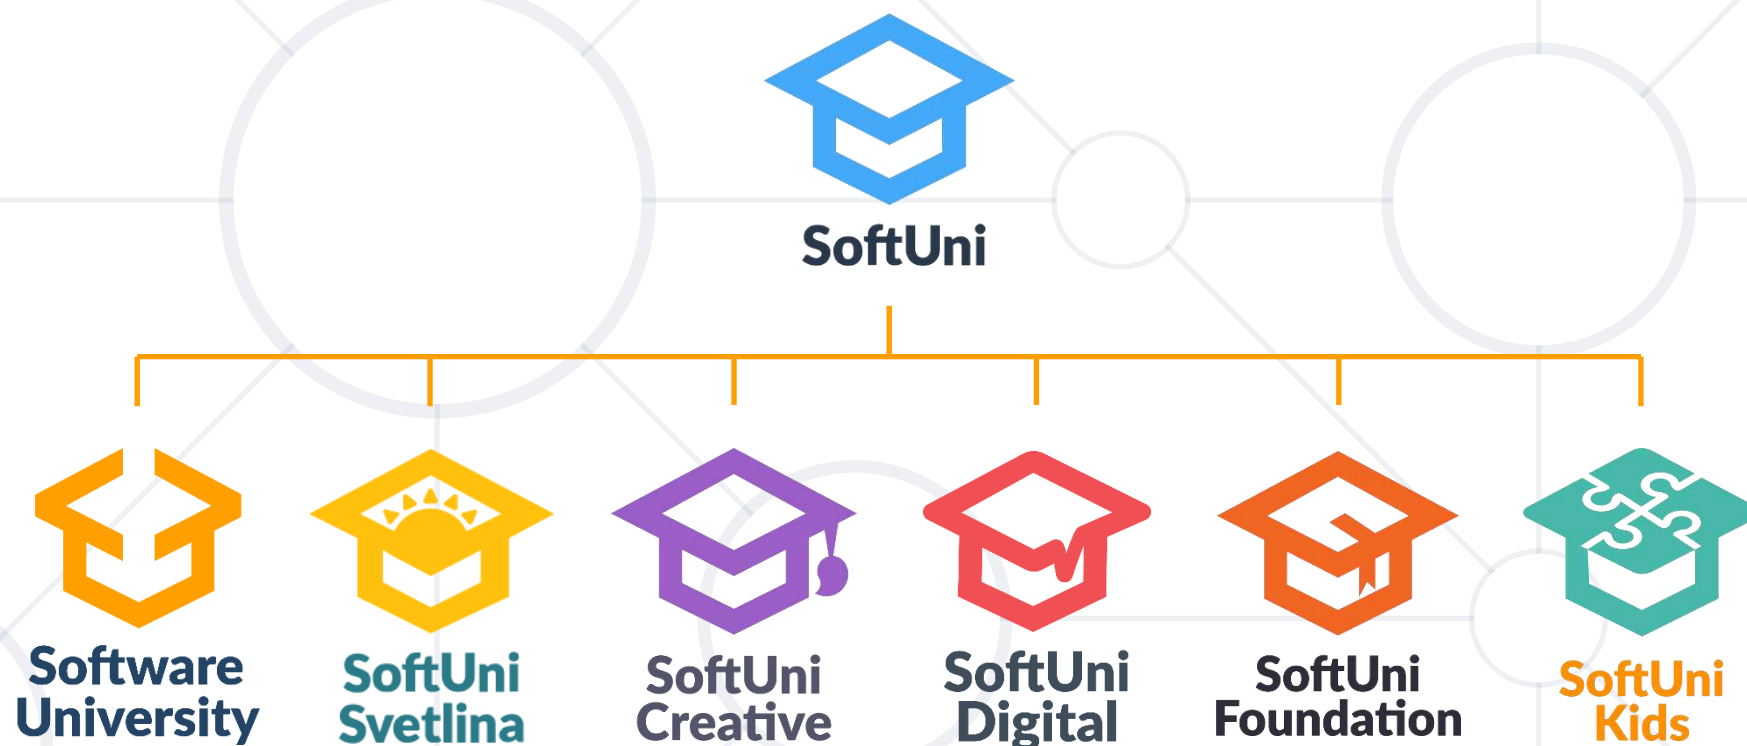 SoftUni
Software
University
SoftUni
Svetlina
SoftUni
Creative
SoftUni
Digital
SoftUni
Foundation
SoftUni
Kids